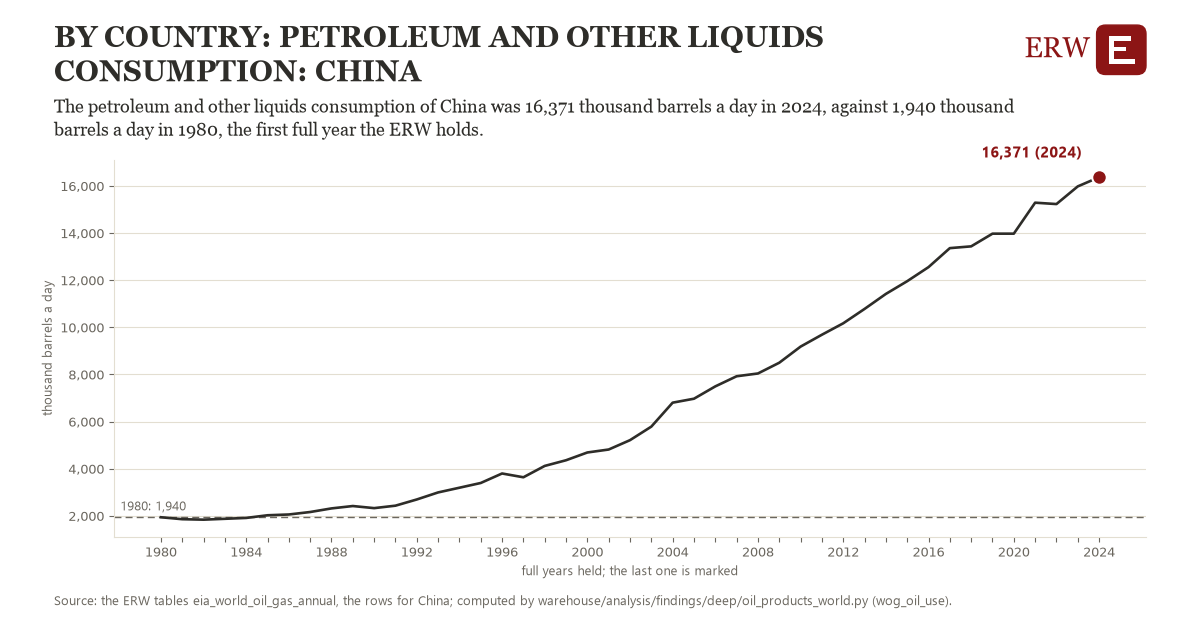 BY COUNTRY: PETROLEUM AND OTHER LIQUIDS
CONSUMPTION: CHINA
ERW E
The petroleum and other liquids consumption of China was 16,371 thousand barrels a day in 2024, against 1,940 thousand
barrels a day in 1980, the first full year the ERW holds.
16,371 (2024)
thousand barrels a day
16,000
14,000
12,000
10,000
8,000
6,000
4,000
2,000
1980: 1,940
1980 1984 1988 1992 1996 2000 2004 2008 2012 2016 2020 2024
full years held; the last one is marked
Source: the ERW tables eia_world_oil_gas_annual, the rows for China; computed by warehouse/analysis/findings/deep/oil_products_world.py (wog_oil_use).